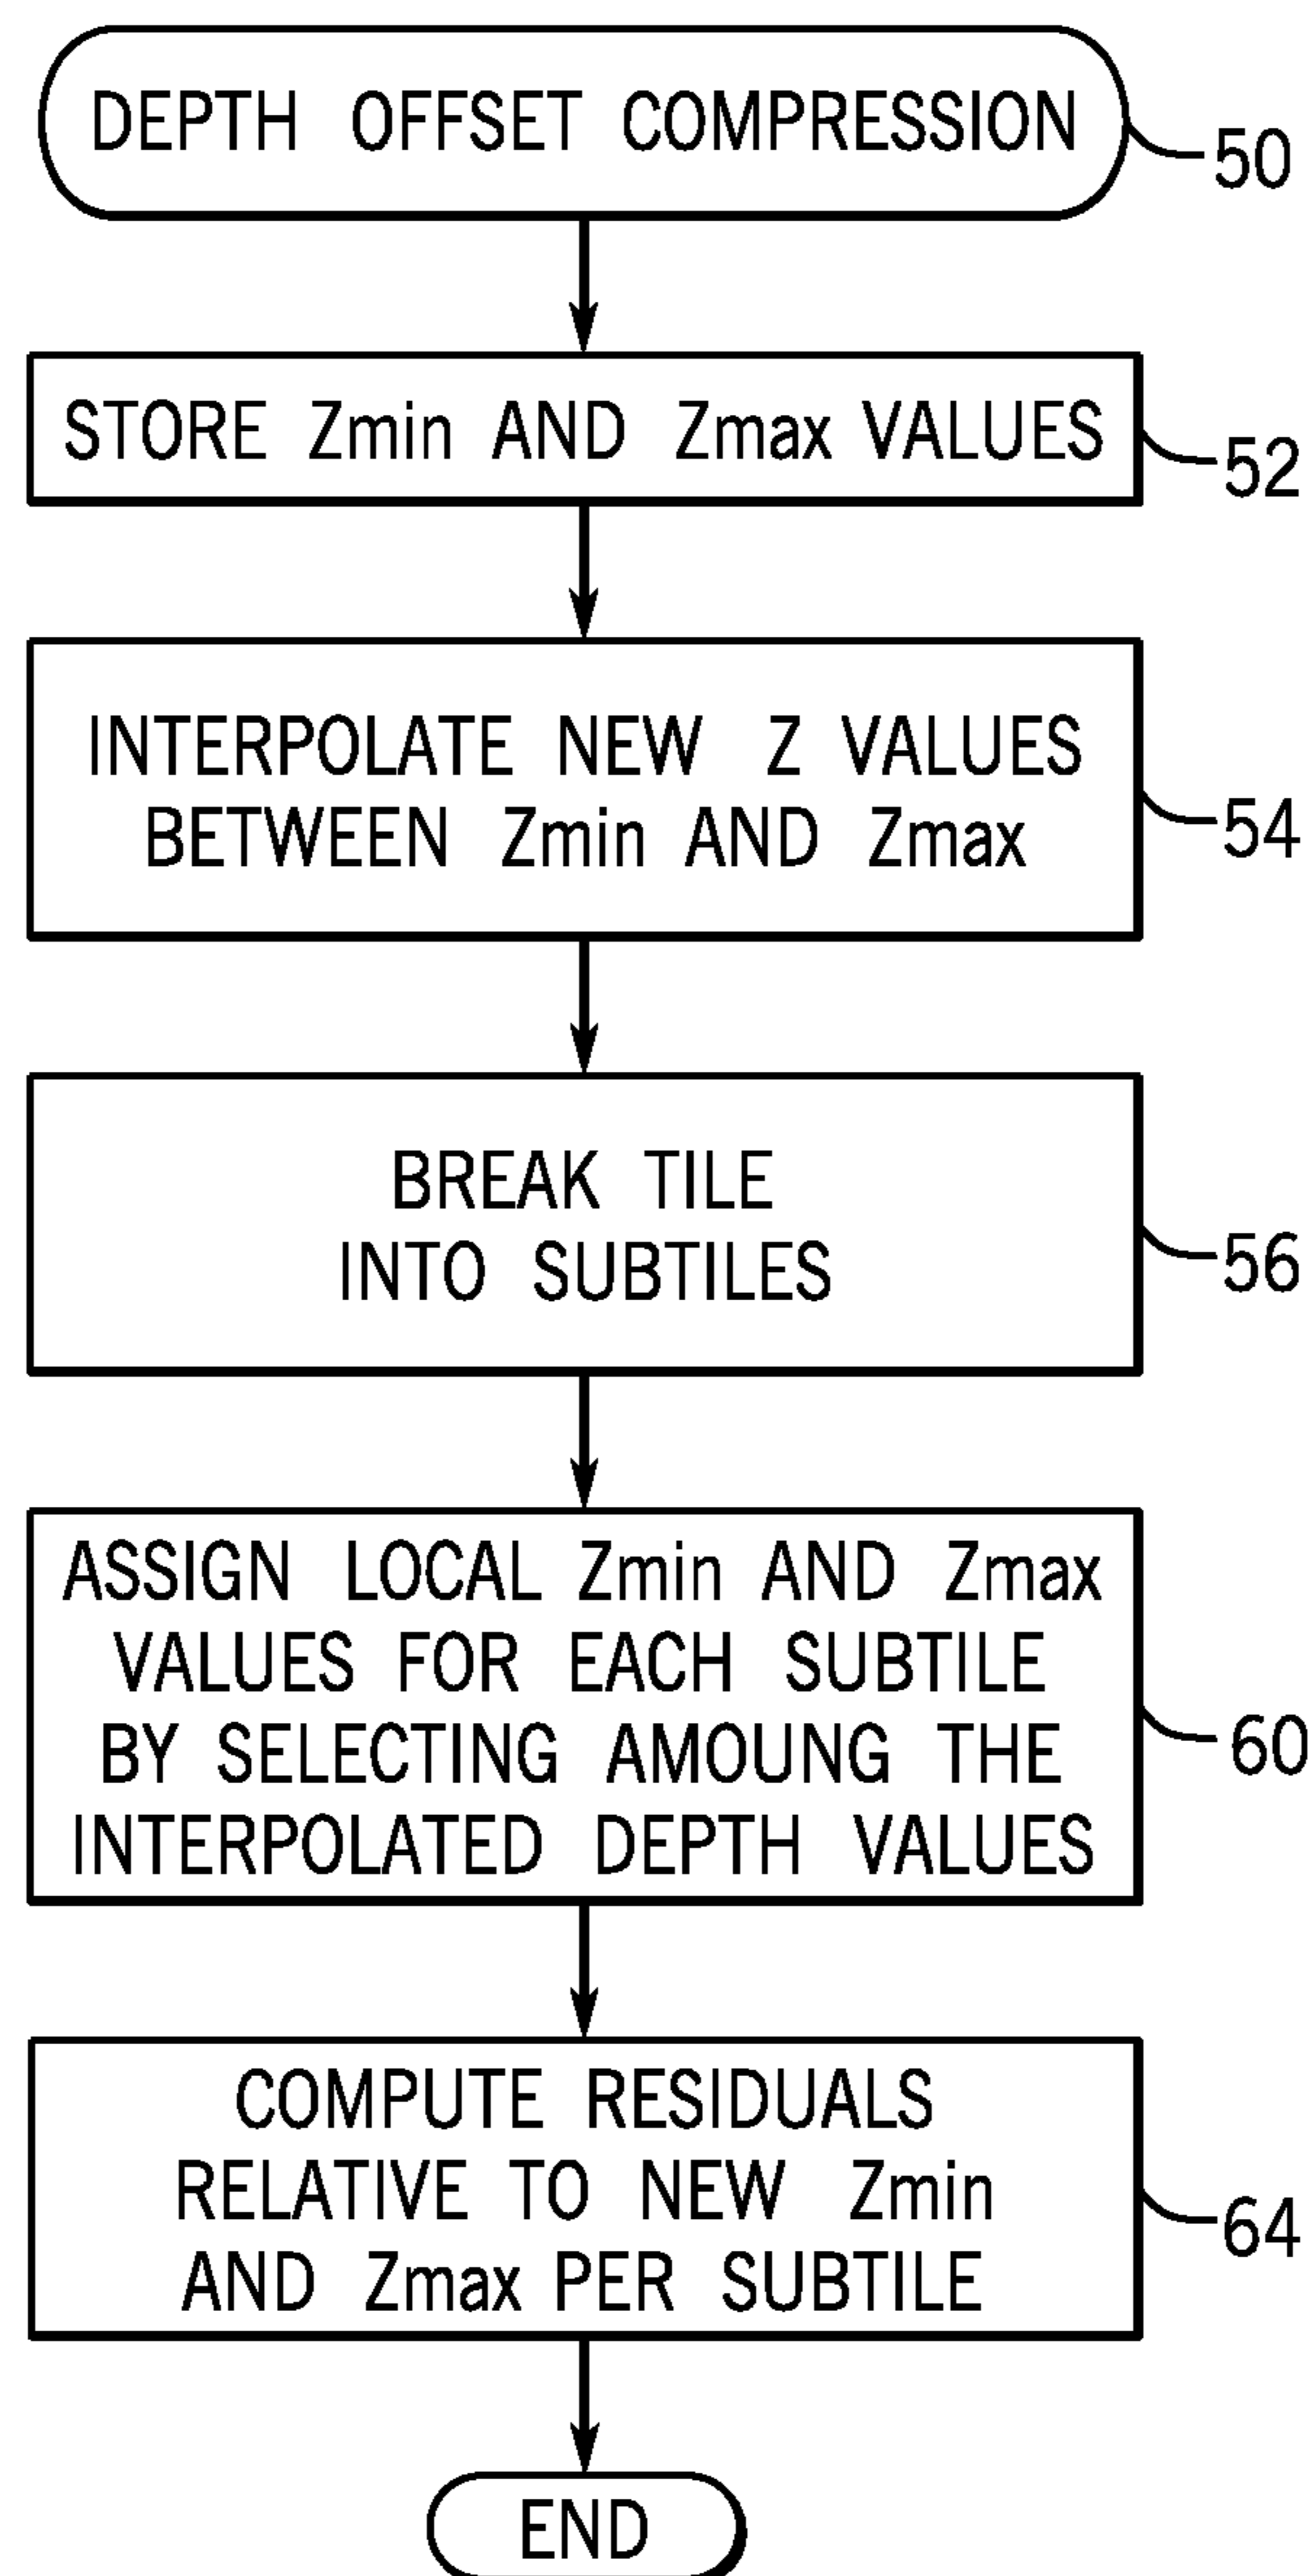 DEPTH OFFSET COMPRESSION
50
STORE Zmin AND Zmax VALUES
52
INTERPOLATE NEW Z VALUES
BETWEEN Zmin AND Zmax
54
BREAK TILE
INTO SUBTILES
56
ASSIGN LOCAL Zmin AND Zmax
VALUES FOR EACH SUBTILE
BY SELECTING AMOUNG THE
INTERPOLATED DEPTH VALUES
60
COMPUTE RESIDUALS
RELATIVE TO NEW Zmin
AND Zmax PER SUBTILE
64
END